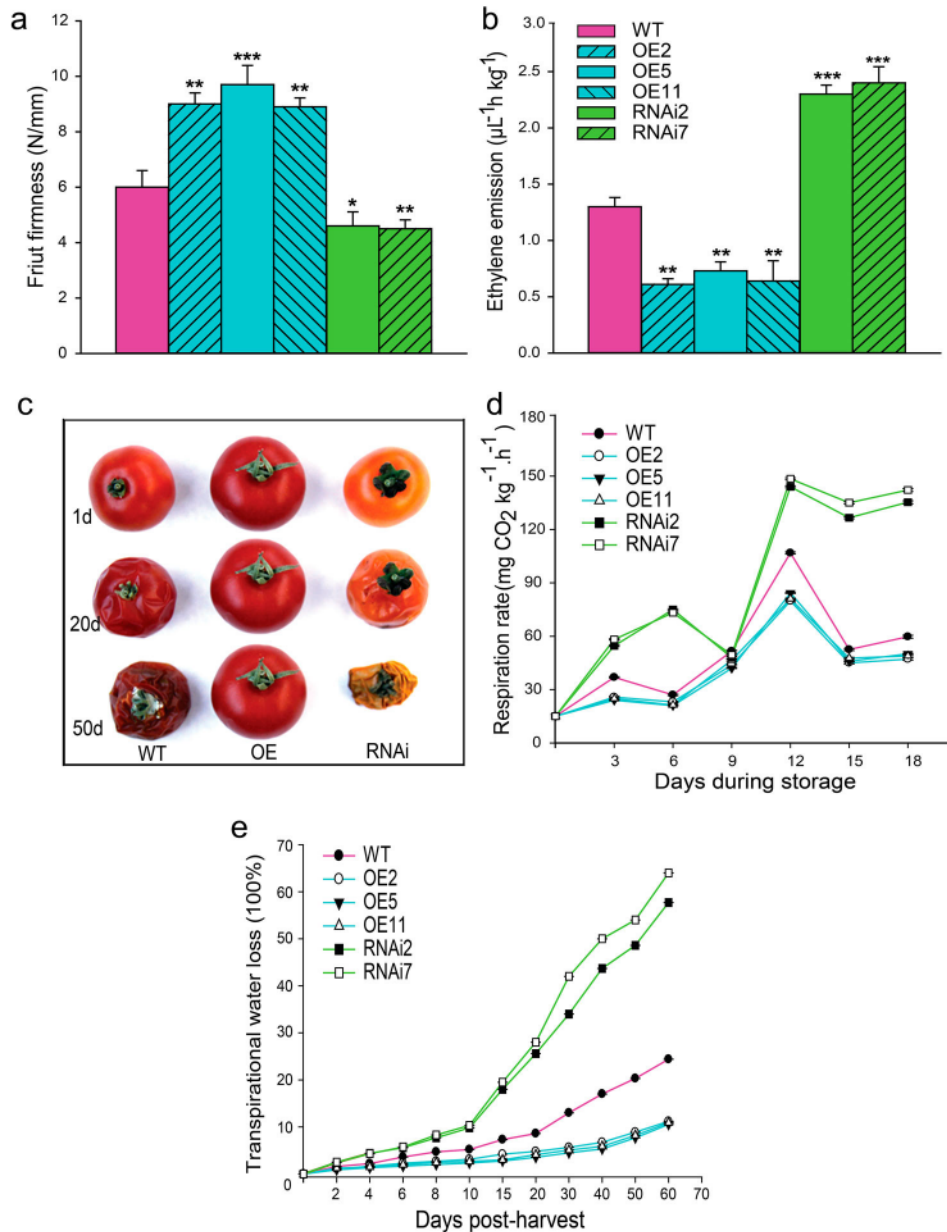 a
Friut firmness (N/mm)
12
10
8
6
4
2
0
**
***
**
*
**
b
Ethylene emission (µL⁻¹h kg⁻¹)
3.0
2.5
2.0
1.5
1.0
0.5
0.0
WT
OE2
OE5
OE11
RNAi2
RNAi7
**
**
**
***
***
c
1d
20d
50d
WT OE RNAi
d
Respiration rate(mg CO₂ kg⁻¹.h⁻¹)
180
150
120
90
60
30
0
WT
OE2
OE5
OE11
RNAi2
RNAi7
3 6 9 12 15 18
Days during storage
e
Transpirational water loss (100%)
70
60
50
40
30
20
10
0
WT
OE2
OE5
OE11
RNAi2
RNAi7
2 4 6 8 10 15 20 30 40 50 60 70
Days post-harvest